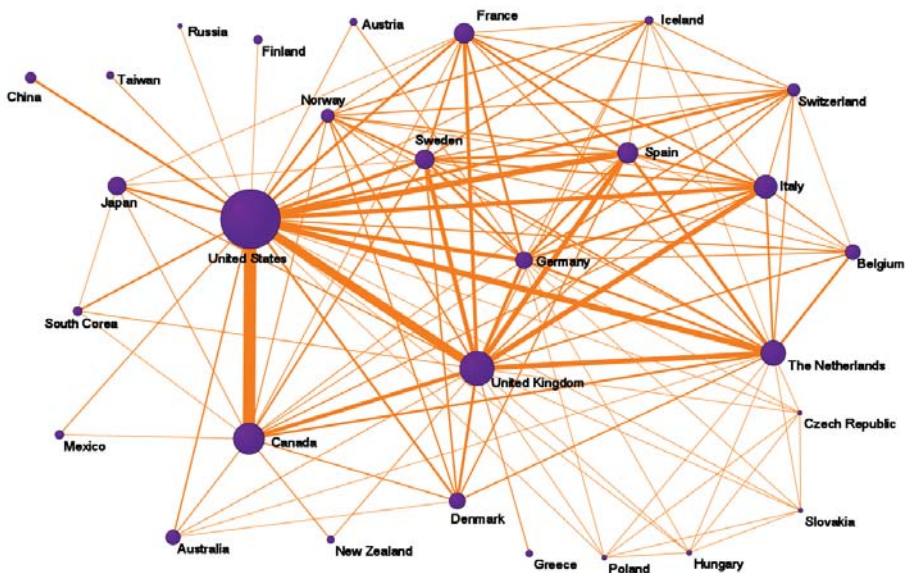 France
Iceland
Austria
Russia
Finland
Taiwan
China
Switzerland
Norway
Sweden
Spain
Japan
Italy
United States
Germany
Belgium
South Corea
The Netherlands
United Kingdom
Czech Republic
Mexico
Canada
Denmark
Slovakia
Australia
New Zealand
Greece
Poland
Hungary